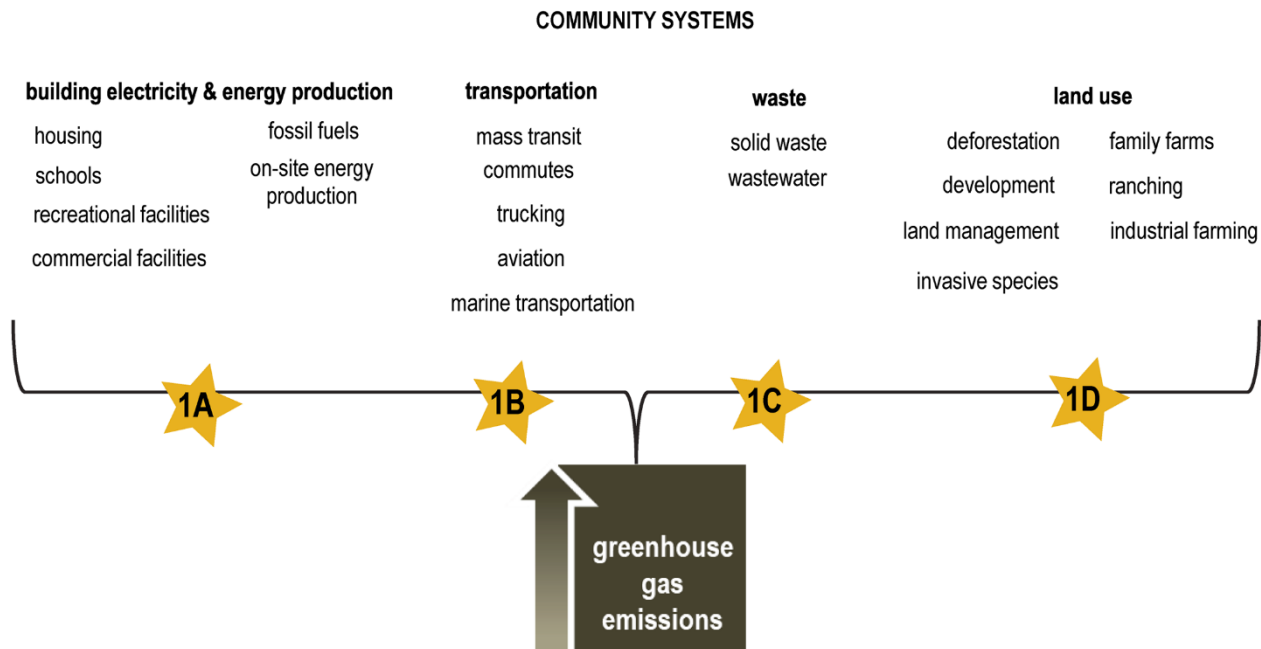 COMMUNITY SYSTEMS
building electricity & energy production
housing
schools
recreational facilities
commercial facilities
fossil fuels
on-site energy
production
transportation
mass transit
commutes
trucking
aviation
marine transportation
waste
solid waste
wastewater
land use
deforestation
development
land management
invasive species
family farms
ranching
industrial farming
1A
1B
1C
1D
greenhouse
gas
emissions